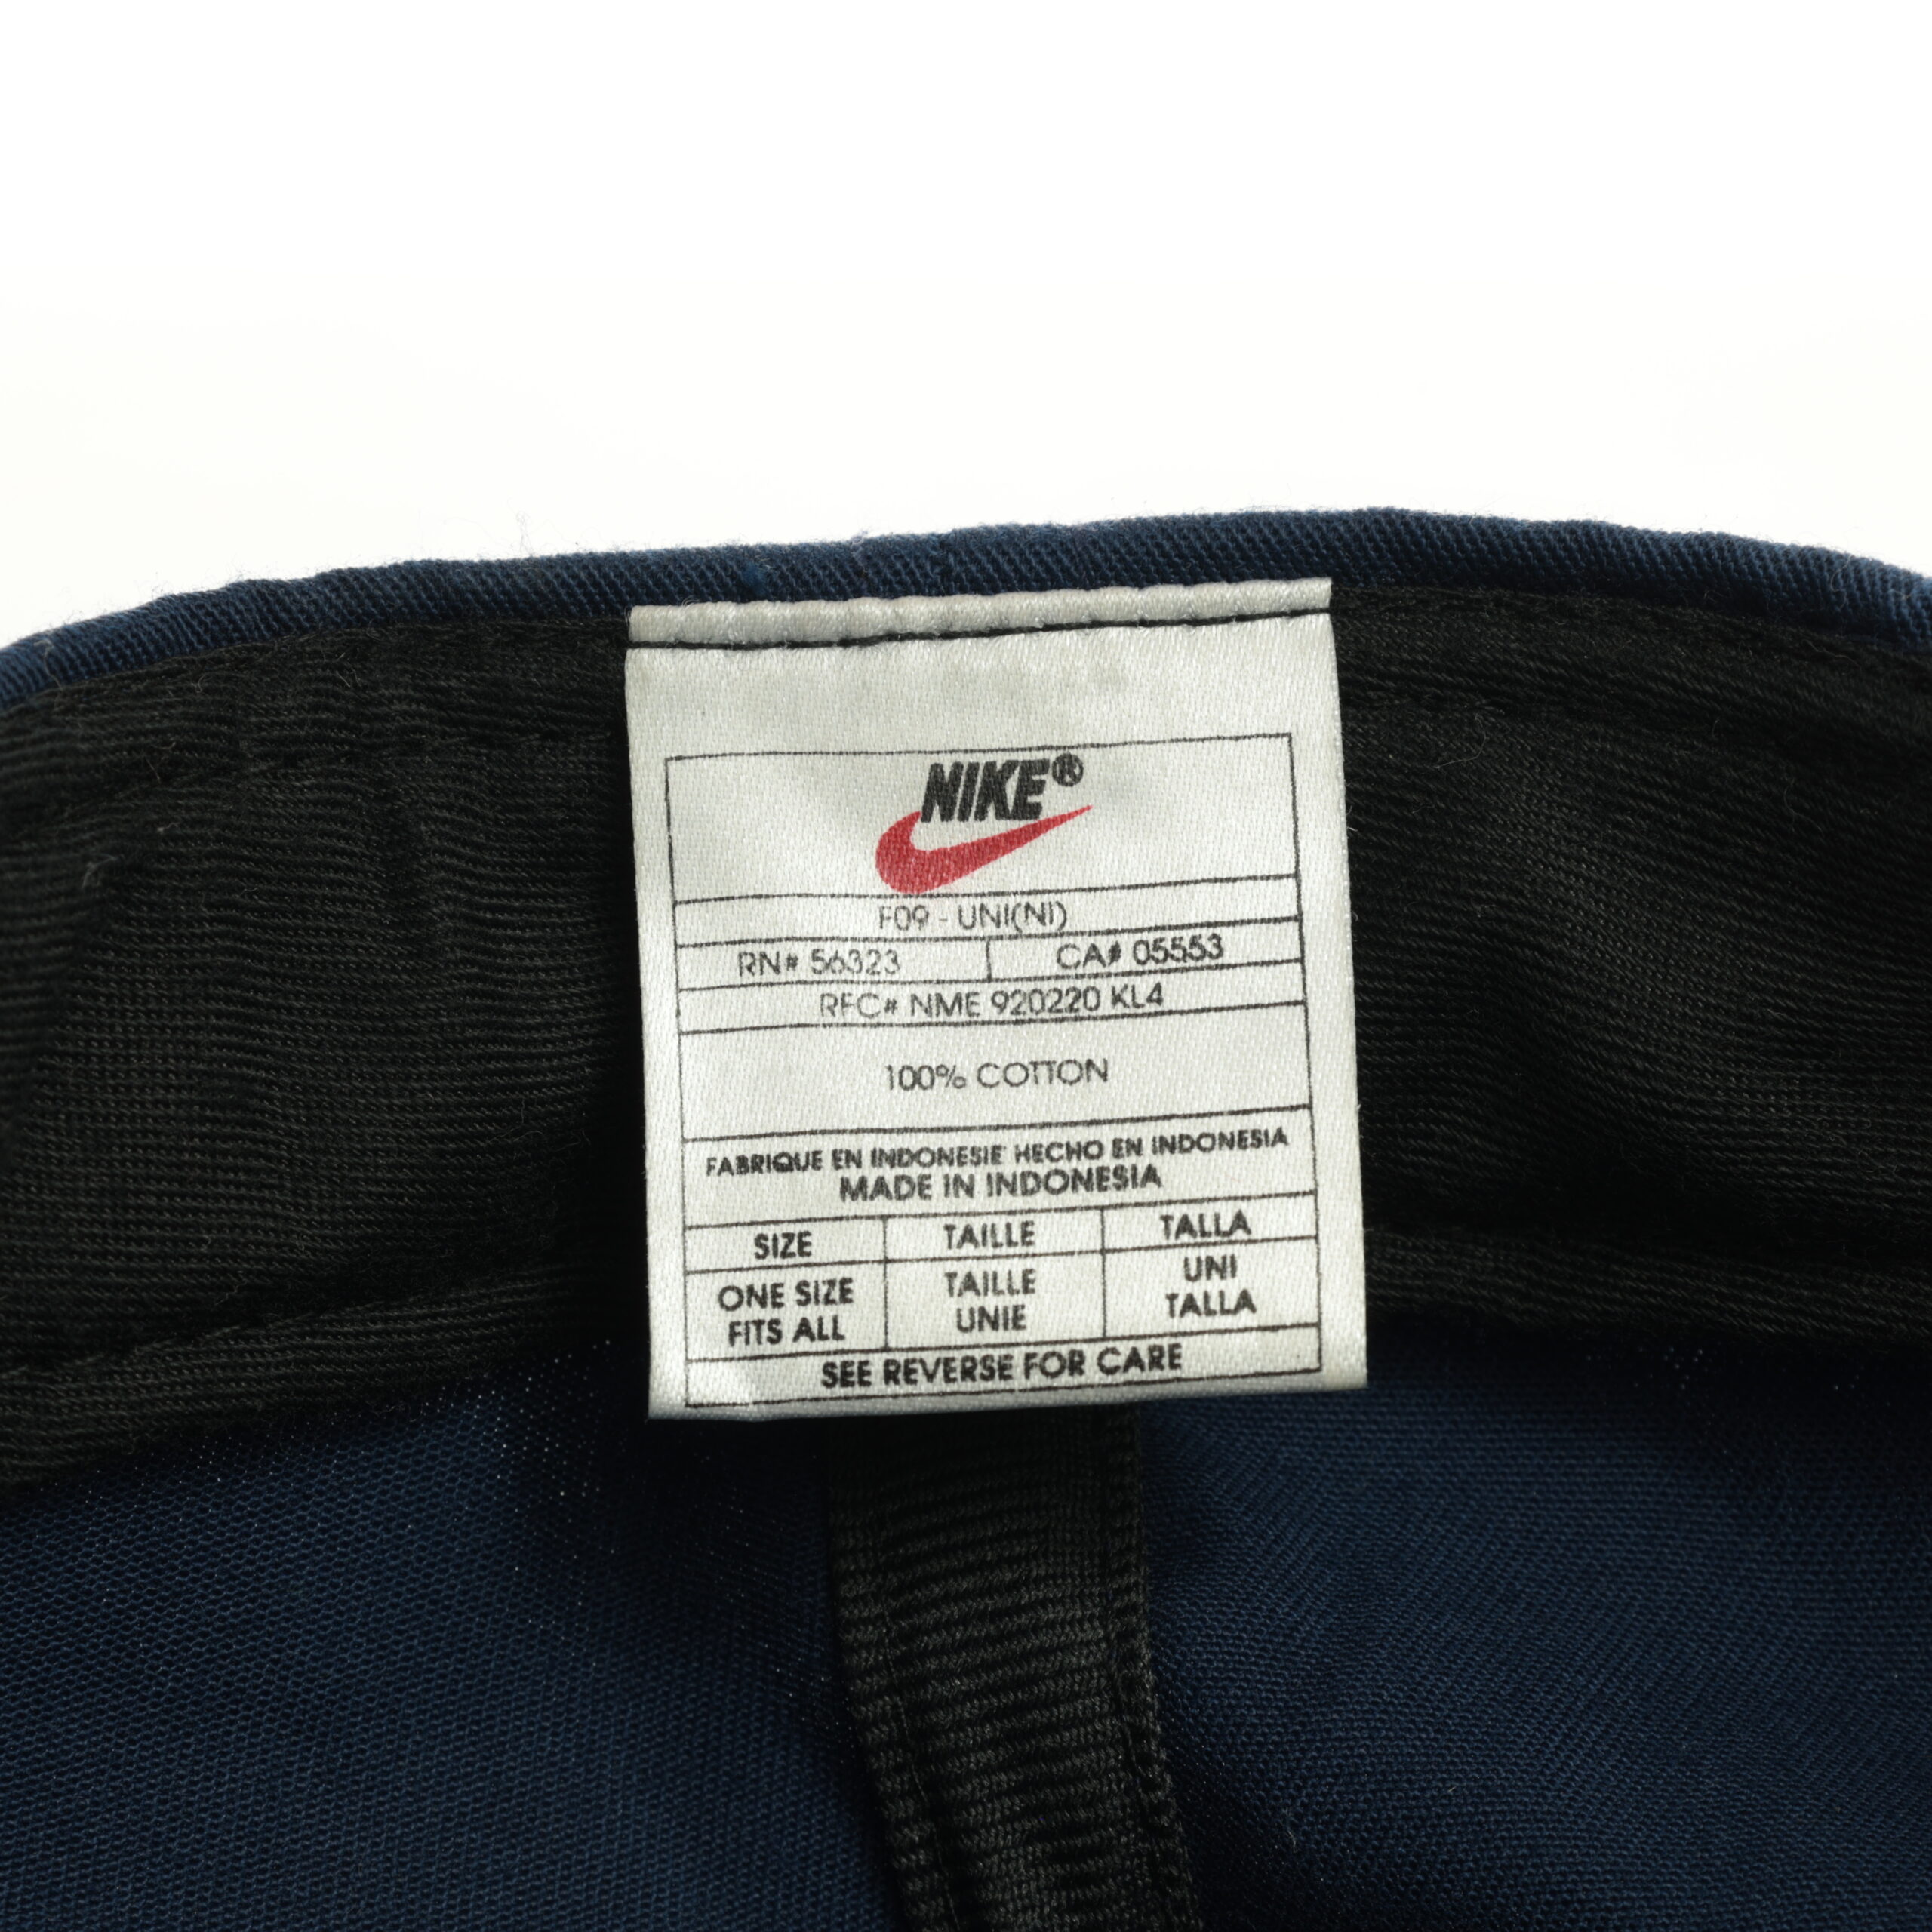 NIKE®
F09 - UNI(NI)
RN# 56323 CA# 05553
RFC# NME 920220 KL4
100% COTTON
FABRIQUE EN INDONESIE HECHO EN INDONESIA
MADE IN INDONESIA
SIZE TAILLE TALLA
ONE SIZE FITS ALL
TAILLE UNIE
UNI TALLA
SEE REVERSE FOR CARE